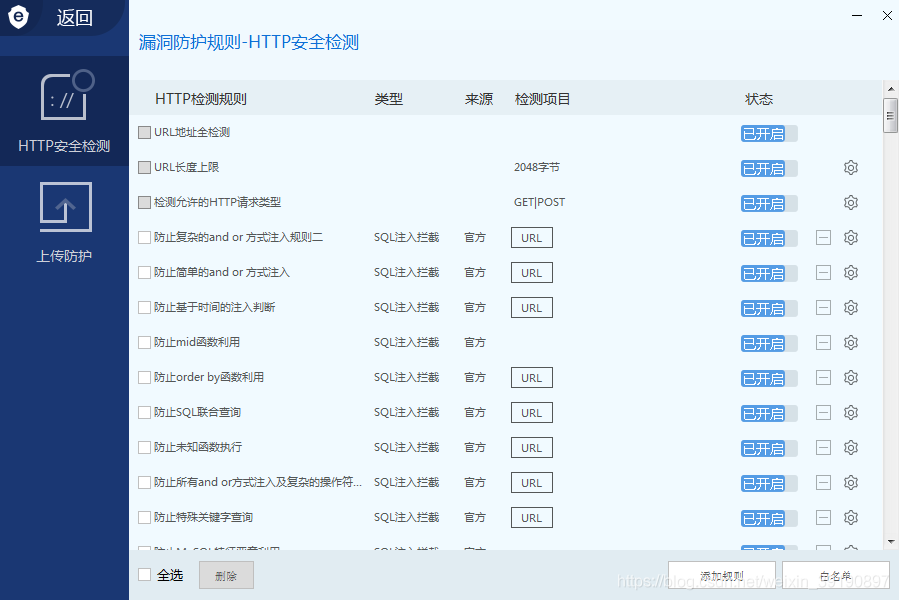 返回
漏洞防护规则-HTTP安全检测
HTTP安全检测
上传防护
HTTP检测规则 类型 来源 检测项目 状态
URL地址全检测 已开启
URL长度上限 2048字节 已开启
检测允许的HTTP请求类型 GET|POST 已开启
防止复杂的and or 方式注入规则二 SQL注入拦截 官方 URL 已开启
防止简单的and or 方式注入 SQL注入拦截 官方 URL 已开启
防止基于时间的注入判断 SQL注入拦截 官方 URL 已开启
防止mid函数利用 SQL注入拦截 官方 已开启
防止order by函数利用 SQL注入拦截 官方 URL 已开启
防止SQL联合查询 SQL注入拦截 官方 URL 已开启
防止未知函数执行 SQL注入拦截 官方 URL 已开启
防止所有and or方式注入及复杂的操作符... SQL注入拦截 官方 URL 已开启
防止特殊关键字查询 SQL注入拦截 官方 URL 已开启
全选 删除 添加规则 白名单